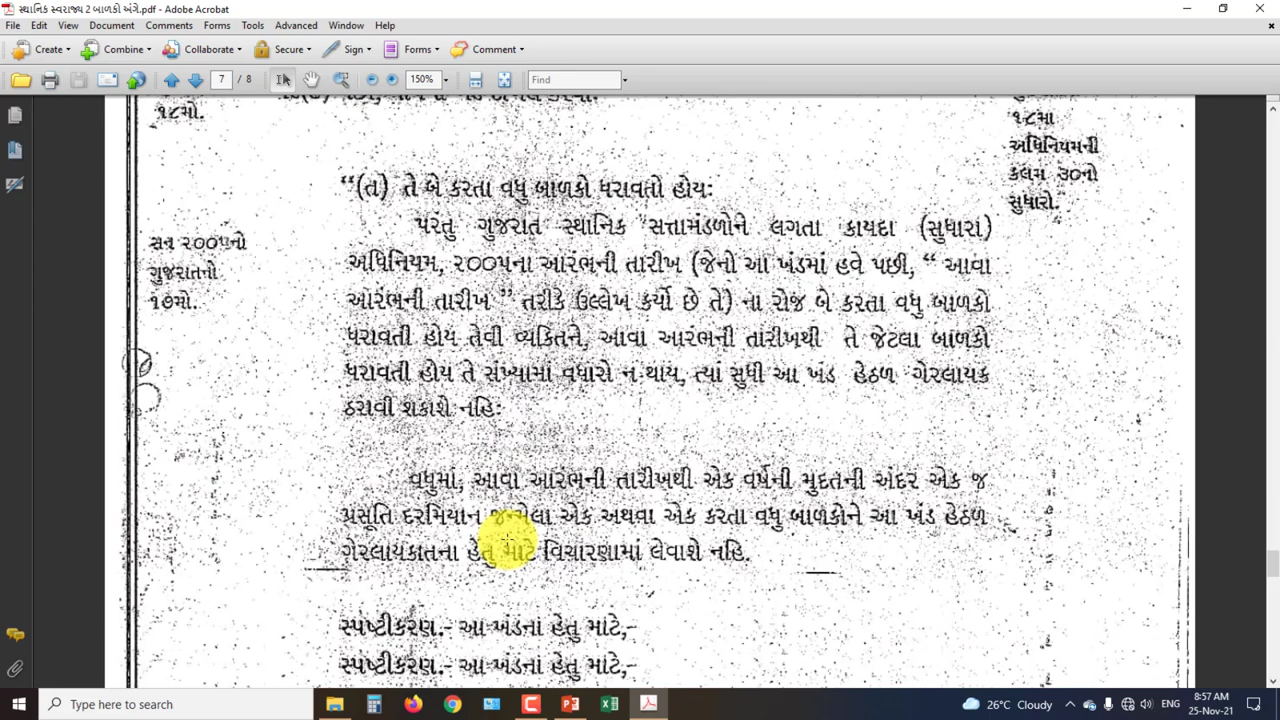 સ્થાનિક સ્વરાજ્ય 2 બાળકો અંગે.pdf - Adobe Acrobat
File Edit View Document Comments Forms Tools Advanced Window Help
Create Combine Collaborate Secure Sign Forms Comment
7 / 8 150% Find
૧૮મો.
૧૮મા
અધિનિયમની
કલમ ૩૦નો
સુધારો.
“(ત) તે બે કરતા વધુ બાળકો ધરાવતો હોય:
સન ૨૦૦૫નો
ગુજરાતનો
૧૭મો.
પરંતુ ગુજરાત સ્થાનિક સત્તામંડળોને લગતા કાયદા (સુધારા)
અધિનિયમ, ૨૦૦૫ના આરંભની તારીખ (જેનો આ ખંડમાં હવે પછી, “ આવા
આરંભની તારીખ ” તરીકે ઉલ્લેખ કર્યો છે તે) ના રોજ બે કરતા વધુ બાળકો
ધરાવતી હોય તેવી વ્યકિતને, આવા આરંભની તારીખથી તે જેટલા બાળકો
ધરાવતી હોય તે સંખ્યામાં વધારો ન થાય, ત્યાં સુધી આ ખંડ હેઠળ ગેરલાયક
ઠરાવી શકાશે નહિ:
વધુમાં, આવા આરંભની તારીખથી એક વર્ષની મુદતની અંદર એક જ
પ્રસૂતિ દરમિયાન જન્મેલા એક અથવા એક કરતા વધુ બાળકોને આ ખંડ હેઠળ
ગેરલાયકાતના હેતુ માટે વિચારણામાં લેવાશે નહિ.
સ્પષ્ટીકરણ.- આ ખંડનાં હેતુ માટે,-
સ્પષ્ટીકરણ.- આ ખંડનાં હેતુ માટે,-
Type here to search
26°C Cloudy ENG 8:57 AM
25-Nov-21